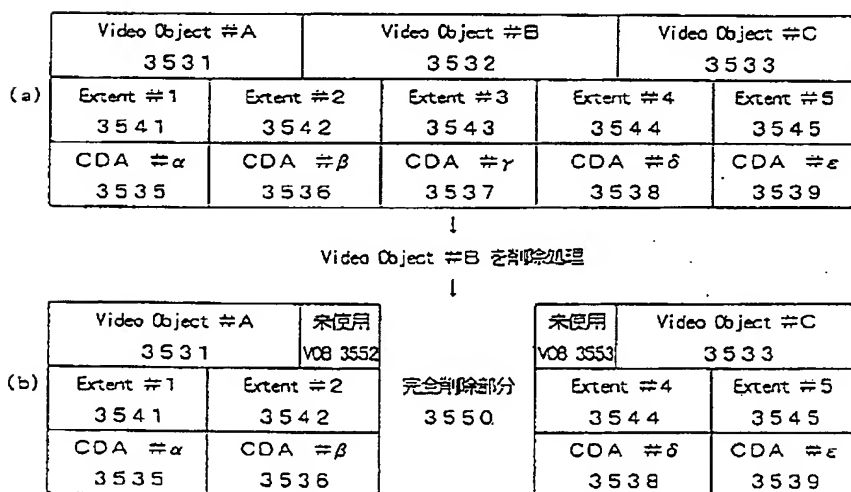 Video Object #A Video Object #B Video Object #C
3531 3532 3533
(a) Extent #1 Extent #2 Extent #3 Extent #4 Extent #5
3541 3542 3543 3544 3545
CDA #α CDA #β CDA #γ CDA #δ CDA #ε
3535 3536 3537 3538 3539
↓
Video Object #B を削除処理
↓
Video Object #A 未使用 未使用 Video Object #C
3531 VOB 3552 VOB 3553 3533
(b) Extent #1 Extent #2 完全削除部分 Extent #4 Extent #5
3541 3542 3550 3544 3545
CDA #α CDA #β CDA #δ CDA #ε
3535 3536 3538 3539